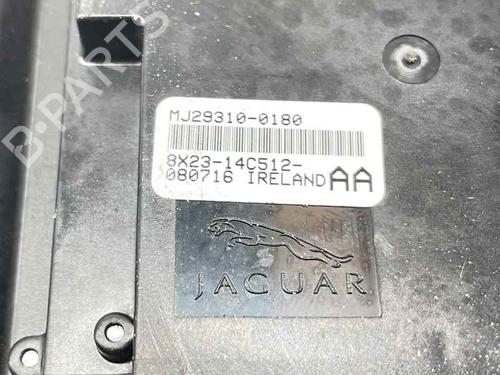 B-PARTS
MJ29310-0180
8X23-14C512-
080716 IRELAND AA
JAGUAR